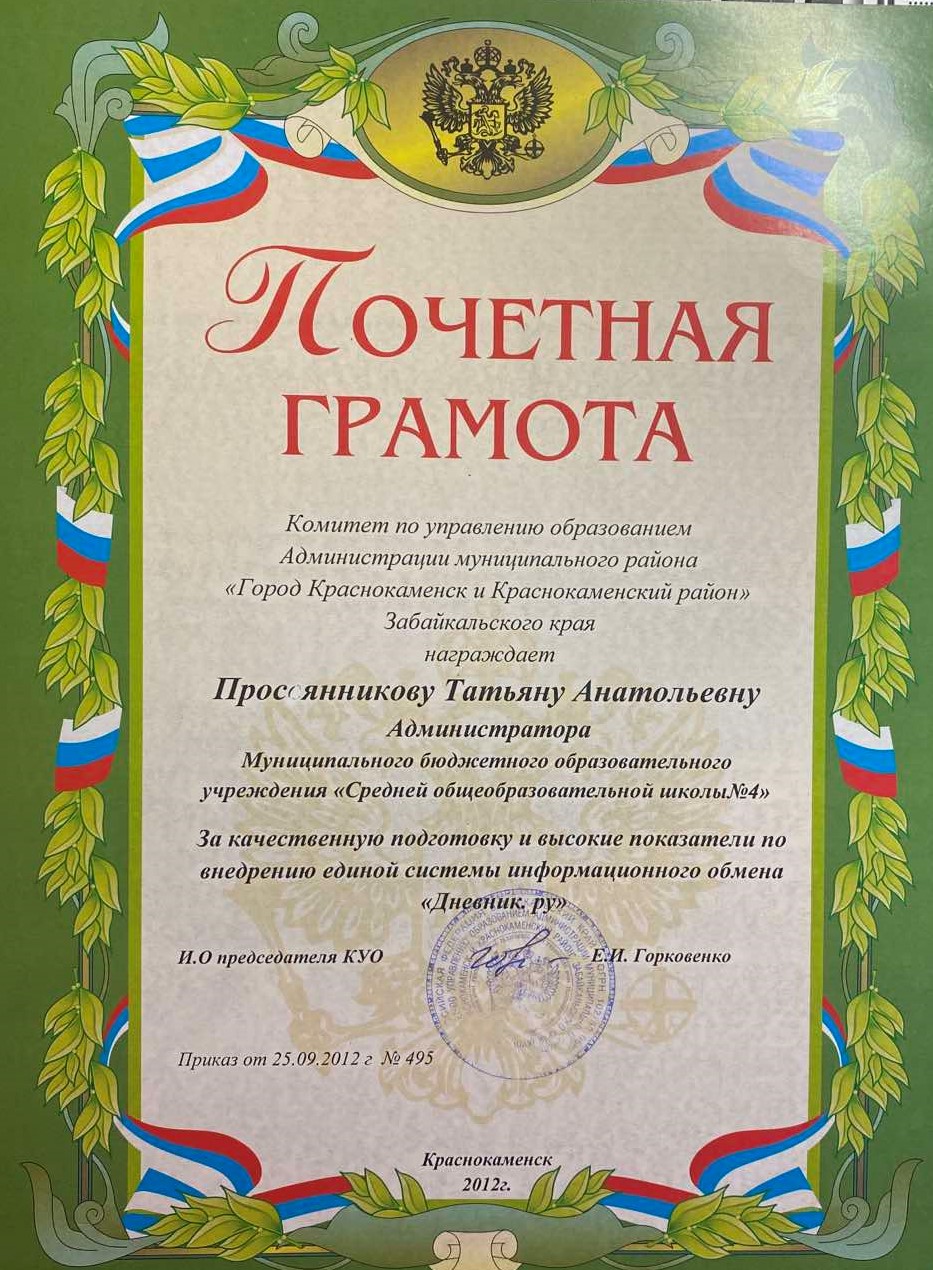 Почетная
грамота
Комитет по управлению образованием
Администрации муниципального района
«Город Краснокаменск и Краснокаменский район»
Забайкальского края
награждает
Просянникову Татьяну Анатольевну
Администратора
Муниципального бюджетного образовательного
учреждения «Средней общеобразовательной школы№4»
За качественную подготовку и высокие показатели по
внедрению единой системы информационного обмена
«Дневник. ру»
И.О председателя КУО Е.И. Горковенко
Приказ от 25.09.2012 г № 495
Краснокаменск
2012г.